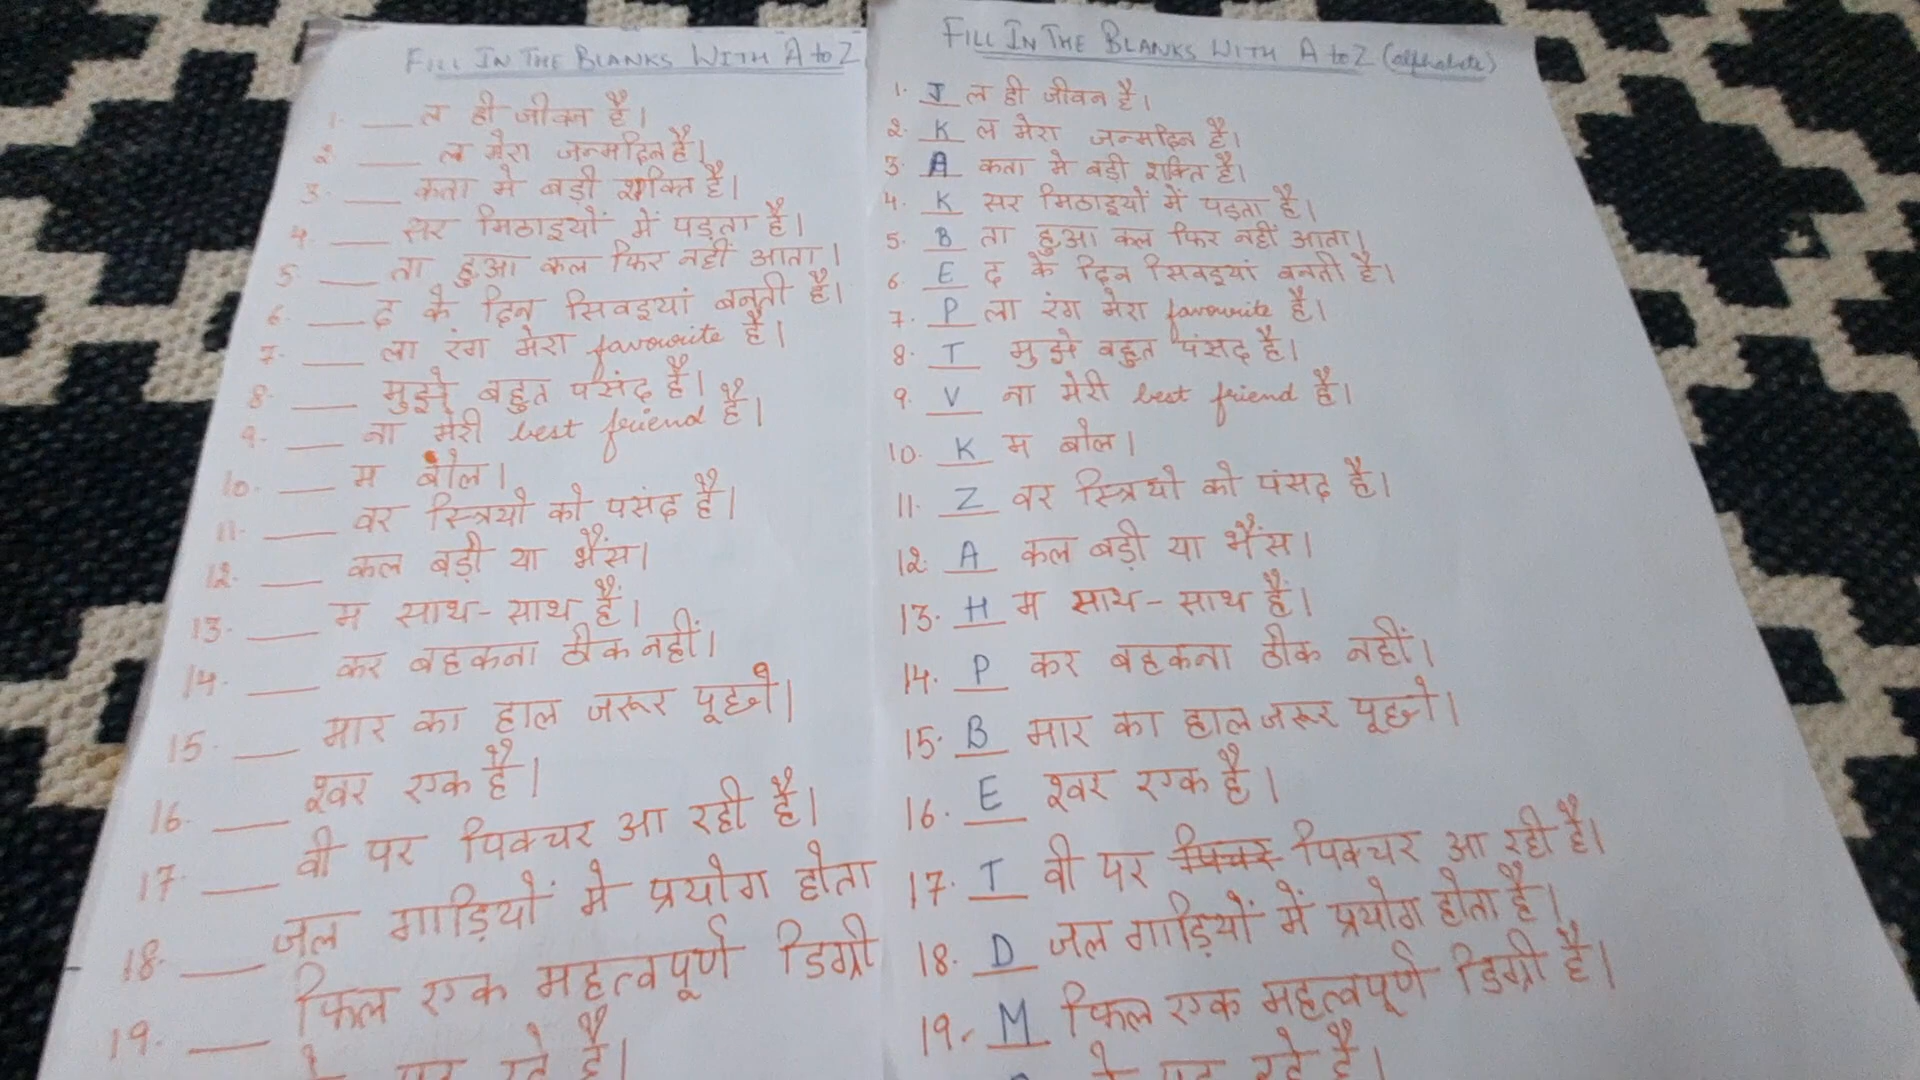 FILL IN THE BLANKS WITH A to Z
1. ___ ल ही जीवन है।
2. ___ ल मेरा जन्मदिन है।
3. ___ कता मे बड़ी शक्ति है।
4. ___ सर मिठाइयों में पड़ता है।
5. ___ ता हुआ कल फिर नहीं आता।
6. ___ द के दिन सिवइयां बनती है।
7. ___ ला रंग मेरा favourite है।
8. ___ मुझे बहुत पसंद है।
9. ___ ना मेरी best friend है।
10. ___ म बोल।
11. ___ वर स्त्रियो को पसंद है।
12. ___ कल बड़ी या भैंस।
13. ___ म साथ-साथ हैं।
14. ___ कर बहकना ठीक नहीं।
15. ___ मार का हाल जरूर पूछो।
16. ___ श्वर एक है।
17. ___ वी पर पिक्चर आ रही है।
18. ___ जल गाड़ियों मे प्रयोग होता
19. ___ फिल एक महत्वपूर्ण डिग्री
रहे है।
FILL IN THE BLANKS WITH A to Z (alphabete)
1. J ल ही जीवन है।
2. K ल मेरा जन्मदिन है।
3. A कता मे बड़ी शक्ति है।
4. K सर मिठाइयों में पड़ता है।
5. B ता हुआ कल फिर नहीं आता।
6. E द के दिन सिवइयां बनती है।
7. P ला रंग मेरा favourite है।
8. T मुझे बहुत पंसद है।
9. V ना मेरी best friend है।
10. K म बोल।
11. Z वर स्त्रियो को पंसद है।
12. A कल बड़ी या भैंस।
13. H म साथ-साथ हैं।
14. P कर बहकना ठीक नहीं।
15. B मार का हाल जरूर पूछो।
16. E श्वर एक है।
17. T वी पर पिक्चर आ रही है।
18. D जल गाड़ियों में प्रयोग होता है।
19. M फिल एक महत्वपूर्ण डिग्री है।
रहे है।